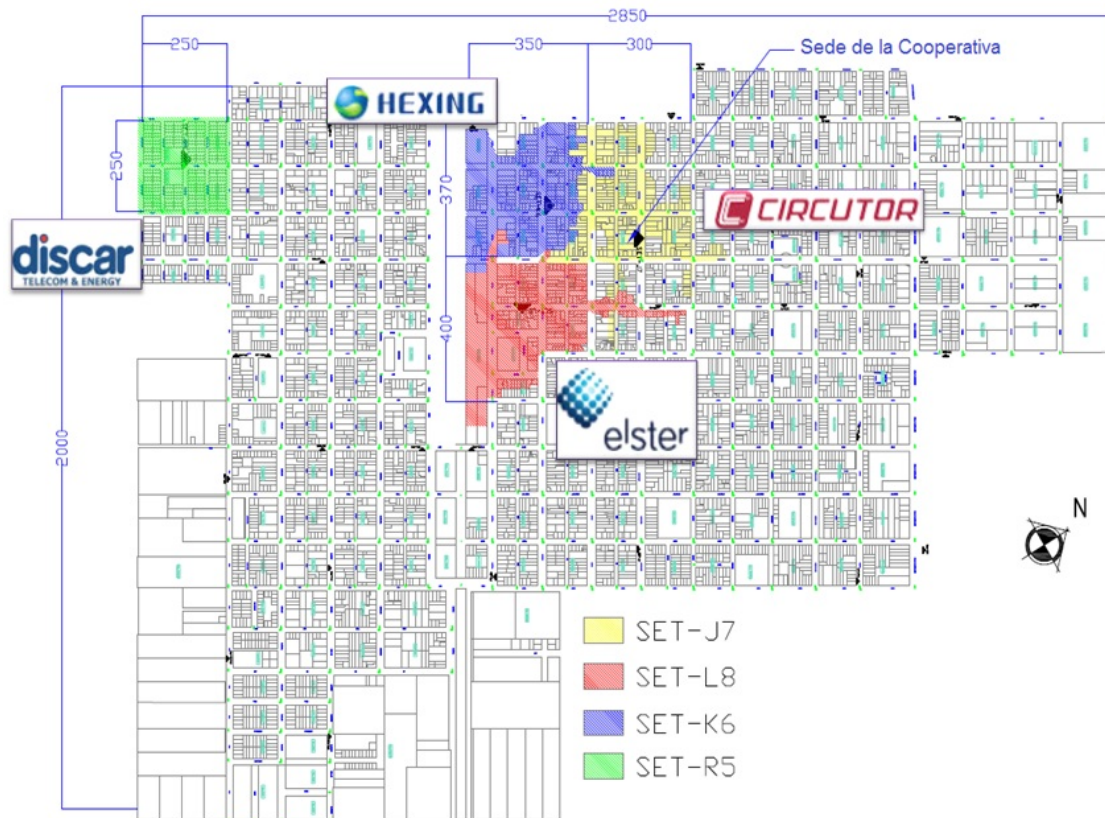 2850
250
350
300
Sede de la Cooperativa
HEXING
250
370
CIRCUTOR
discar
TELECOM & ENERGY
400
elster
2000
N
SET-J7
SET-L8
SET-K6
SET-R5